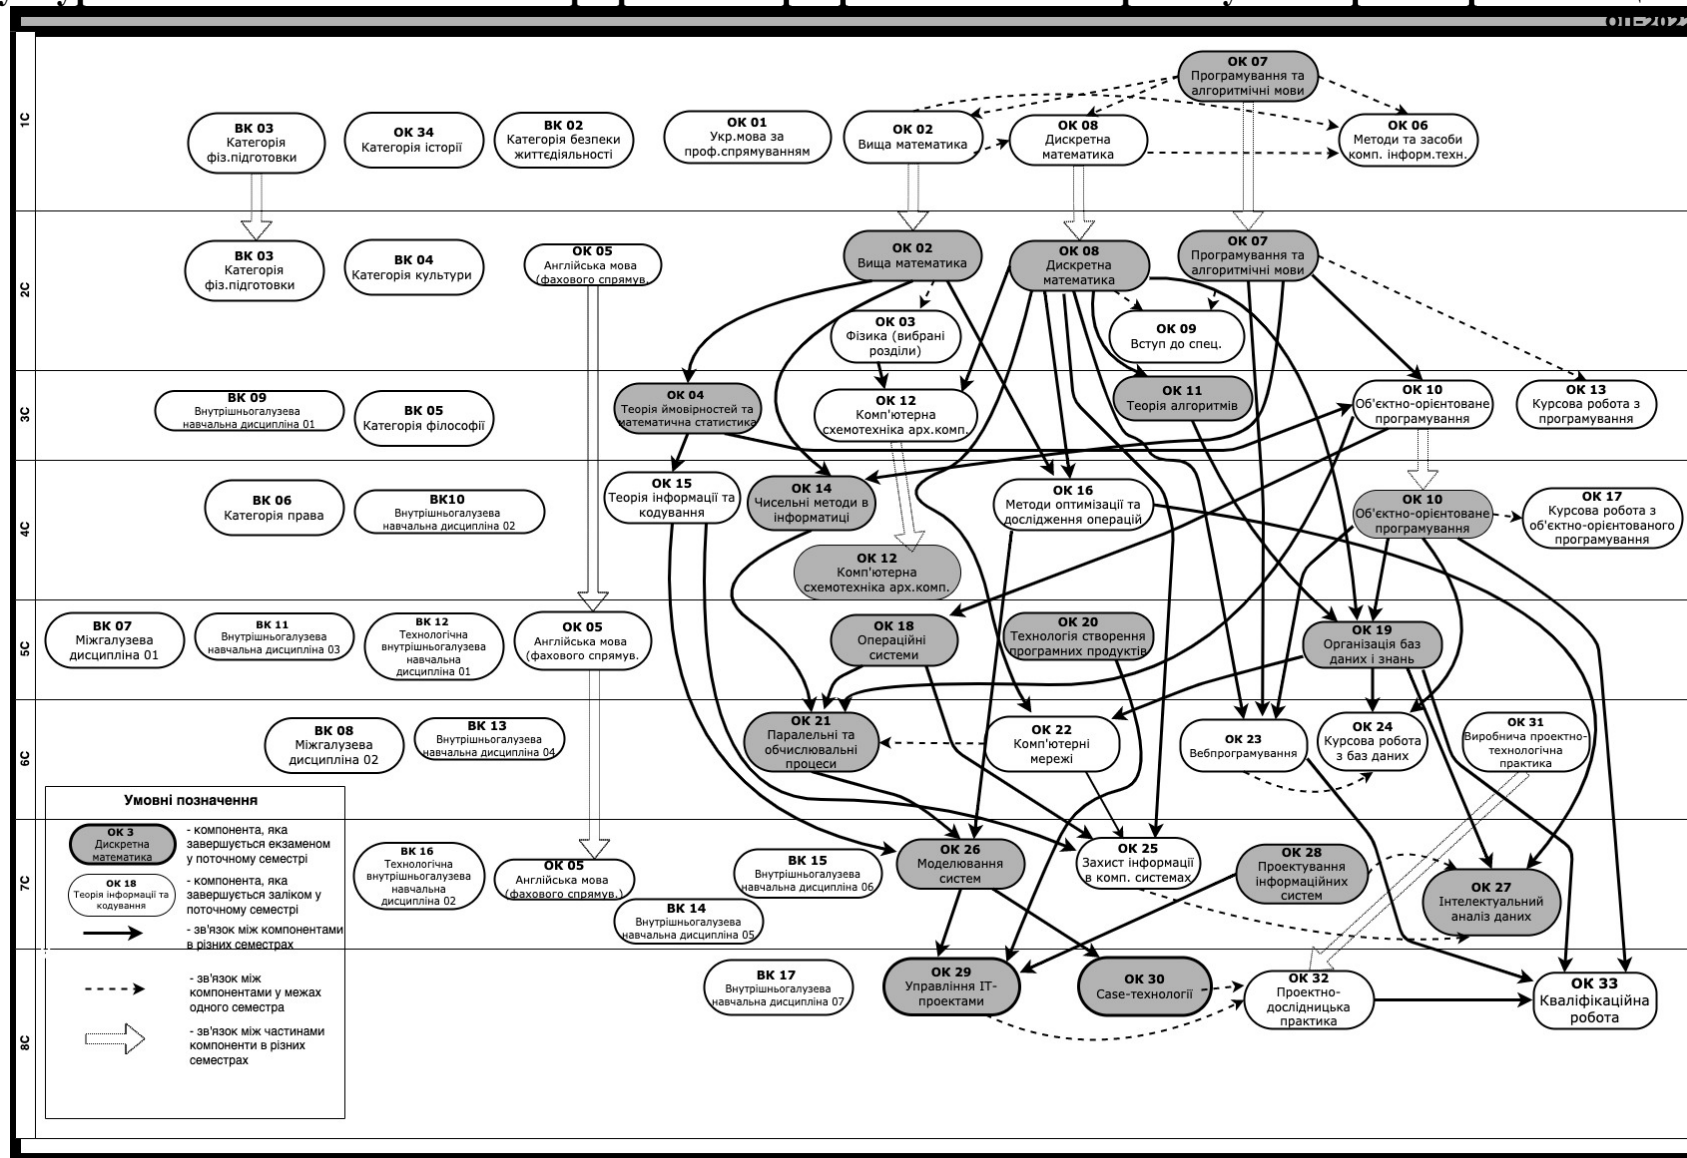 ОП-2022
1С
ОК 07
Програмування та
алгоритмічні мови
ВК 03
Категорія
фіз.підготовки
ОК 34
Категорія історії
ВК 02
Категорія безпеки
життєдіяльності
ОК 01
Укр.мова за
проф.спрямуванням
ОК 02
Вища математика
ОК 08
Дискретна
математика
ОК 06
Методи та засоби
комп. інформ.техн.
2С
ВК 03
Категорія
фіз.підготовки
ВК 04
Категорія культури
ОК 05
Англійська мова
(фахового спрямув.
ОК 02
Вища математика
ОК 08
Дискретна
математика
ОК 07
Програмування та
алгоритмічні мови
ОК 03
Фізика (вибрані
розділи)
ОК 09
Вступ до спец.
3С
ВК 09
Внутрішньогалузева
навчальна дисципліна 01
ВК 05
Категорія філософії
ОК 04
Теорія ймовірностей та
математична статистика
ОК 12
Комп'ютерна
схемотехніка арх.комп.
ОК 11
Теорія алгоритмів
ОК 10
Об'єктно-орієнтоване
програмування
ОК 13
Курсова робота з
програмування
4С
ВК 06
Категорія права
ВК10
Внутрішньогалузева
навчальна дисципліна 02
ОК 15
Теорія інформації та
кодування
ОК 14
Чисельні методи в
інформатиці
ОК 16
Методи оптимізації та
дослідження операцій
ОК 10
Об'єктно-орієнтоване
програмування
ОК 17
Курсова робота з
об'єктно-орієнтованого
програмування
ОК 12
Комп'ютерна
схемотехніка арх.комп.
5С
ВК 07
Міжгалузева
дисципліна 01
ВК 11
Внутрішньогалузева
навчальна дисципліна 03
ВК 12
Технологічна
внутрішньогалузева
навчальна
дисципліна 01
ОК 05
Англійська мова
(фахового спрямув.
ОК 18
Операційні
системи
ОК 20
Технологія створення
програмних продуктів
ОК 19
Організація баз
даних і знань
6С
ВК 08
Міжгалузева
дисципліна 02
ВК 13
Внутрішньогалузева
навчальна дисципліна 04
ОК 21
Паралельні та
обчислювальні
процеси
ОК 22
Комп'ютерні
мережі
ОК 23
Вебпрограмування
ОК 24
Курсова робота
з баз даних
ОК 31
Виробнича проектно-
технологічна
практика
7С
ВК 16
Технологічна
внутрішньогалузева
навчальна
дисципліна 02
ОК 05
Англійська мова
(фахового спрямув.)
ВК 14
Внутрішньогалузева
навчальна дисципліна 05
ВК 15
Внутрішньогалузева
навчальна дисципліна 06
ОК 26
Моделювання
систем
ОК 25
Захист інформації
в комп. системах
ОК 28
Проектування
інформаційних
систем
ОК 27
Інтелектуальний
аналіз даних
8С
ВК 17
Внутрішньогалузева
навчальна дисципліна 07
ОК 29
Управління ІТ-
проектами
ОК 30
Case-технології
ОК 32
Проектно-
дослідницька
практика
ОК 33
Кваліфікаційна
робота
Умовні позначення
ОК 3
Дискретна
математика
- компонента, яка
завершується екзаменом
у поточному семестрі
ОК 18
Теорія інформації та
кодування
- компонента, яка
завершується заліком у
поточному семестрі
- зв'язок між компонентами
в різних семестрах
- зв'язок між
компонентами у межах
одного семестра
- зв'язок між частинами
компоненти в різних
семестрах